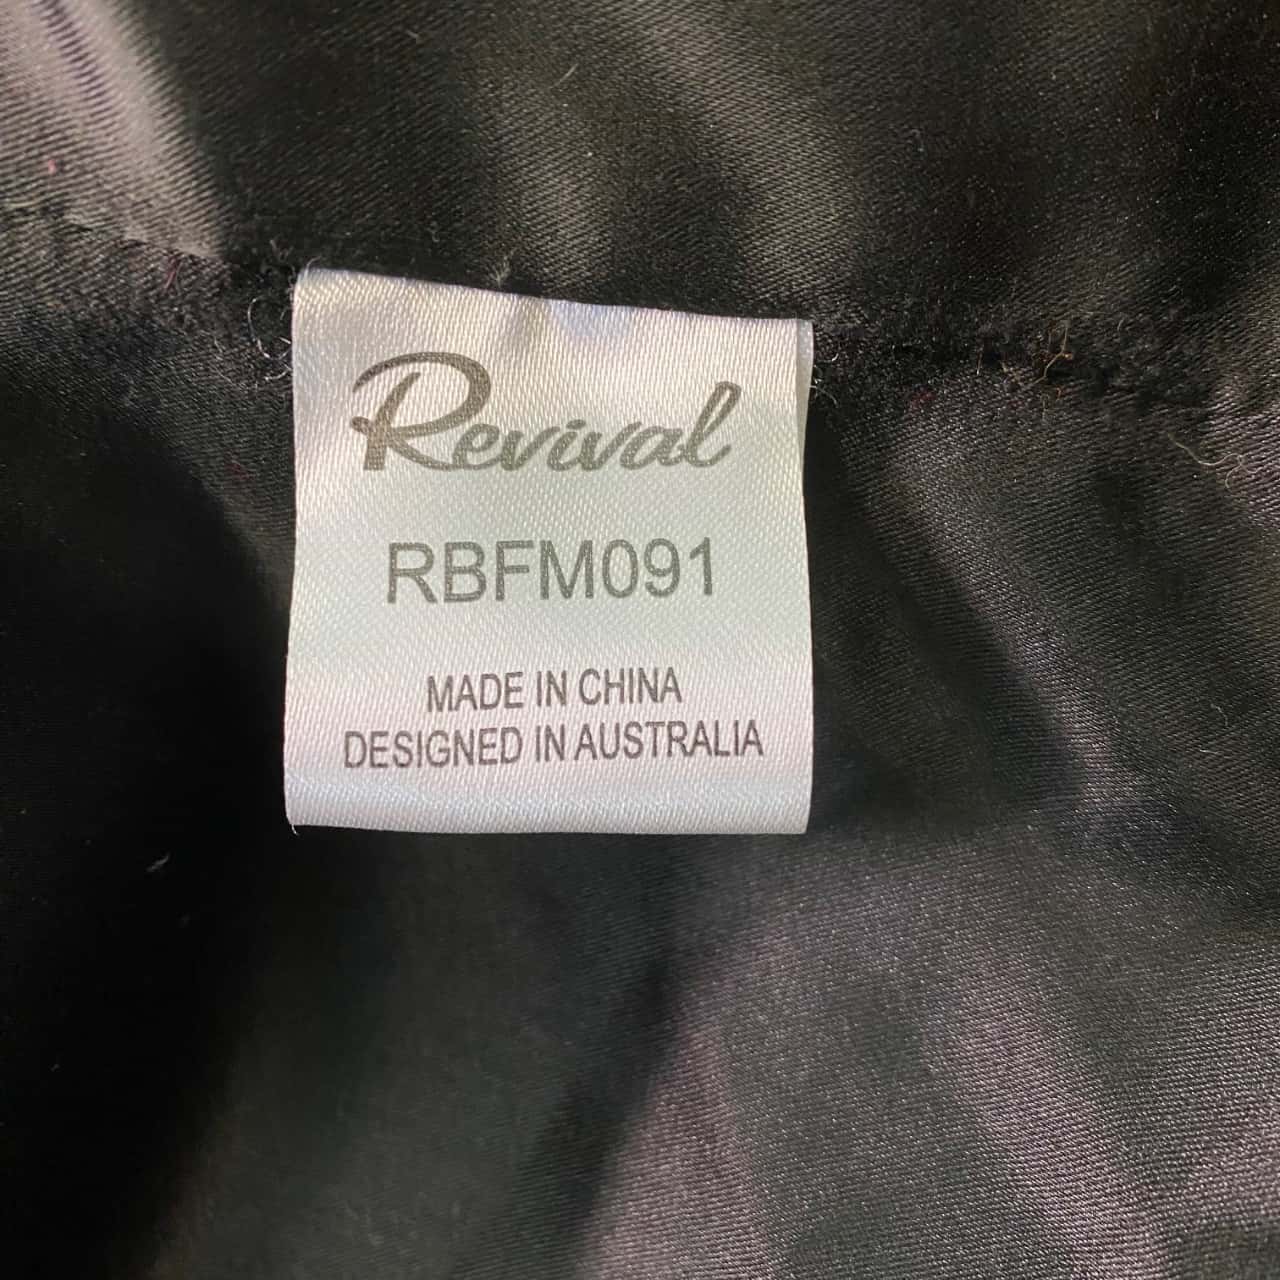 Revival
RBFM091
MADE IN CHINA
DESIGNED IN AUSTRALIA